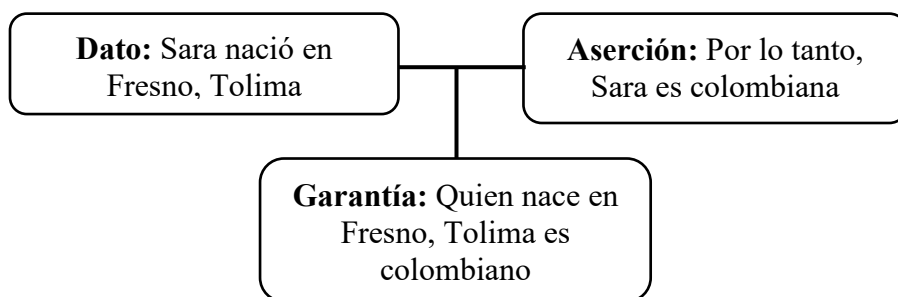 Dato: Sara nació en
Fresno, Tolima
Aserción: Por lo tanto,
Sara es colombiana
Garantía: Quien nace en
Fresno, Tolima es
colombiano